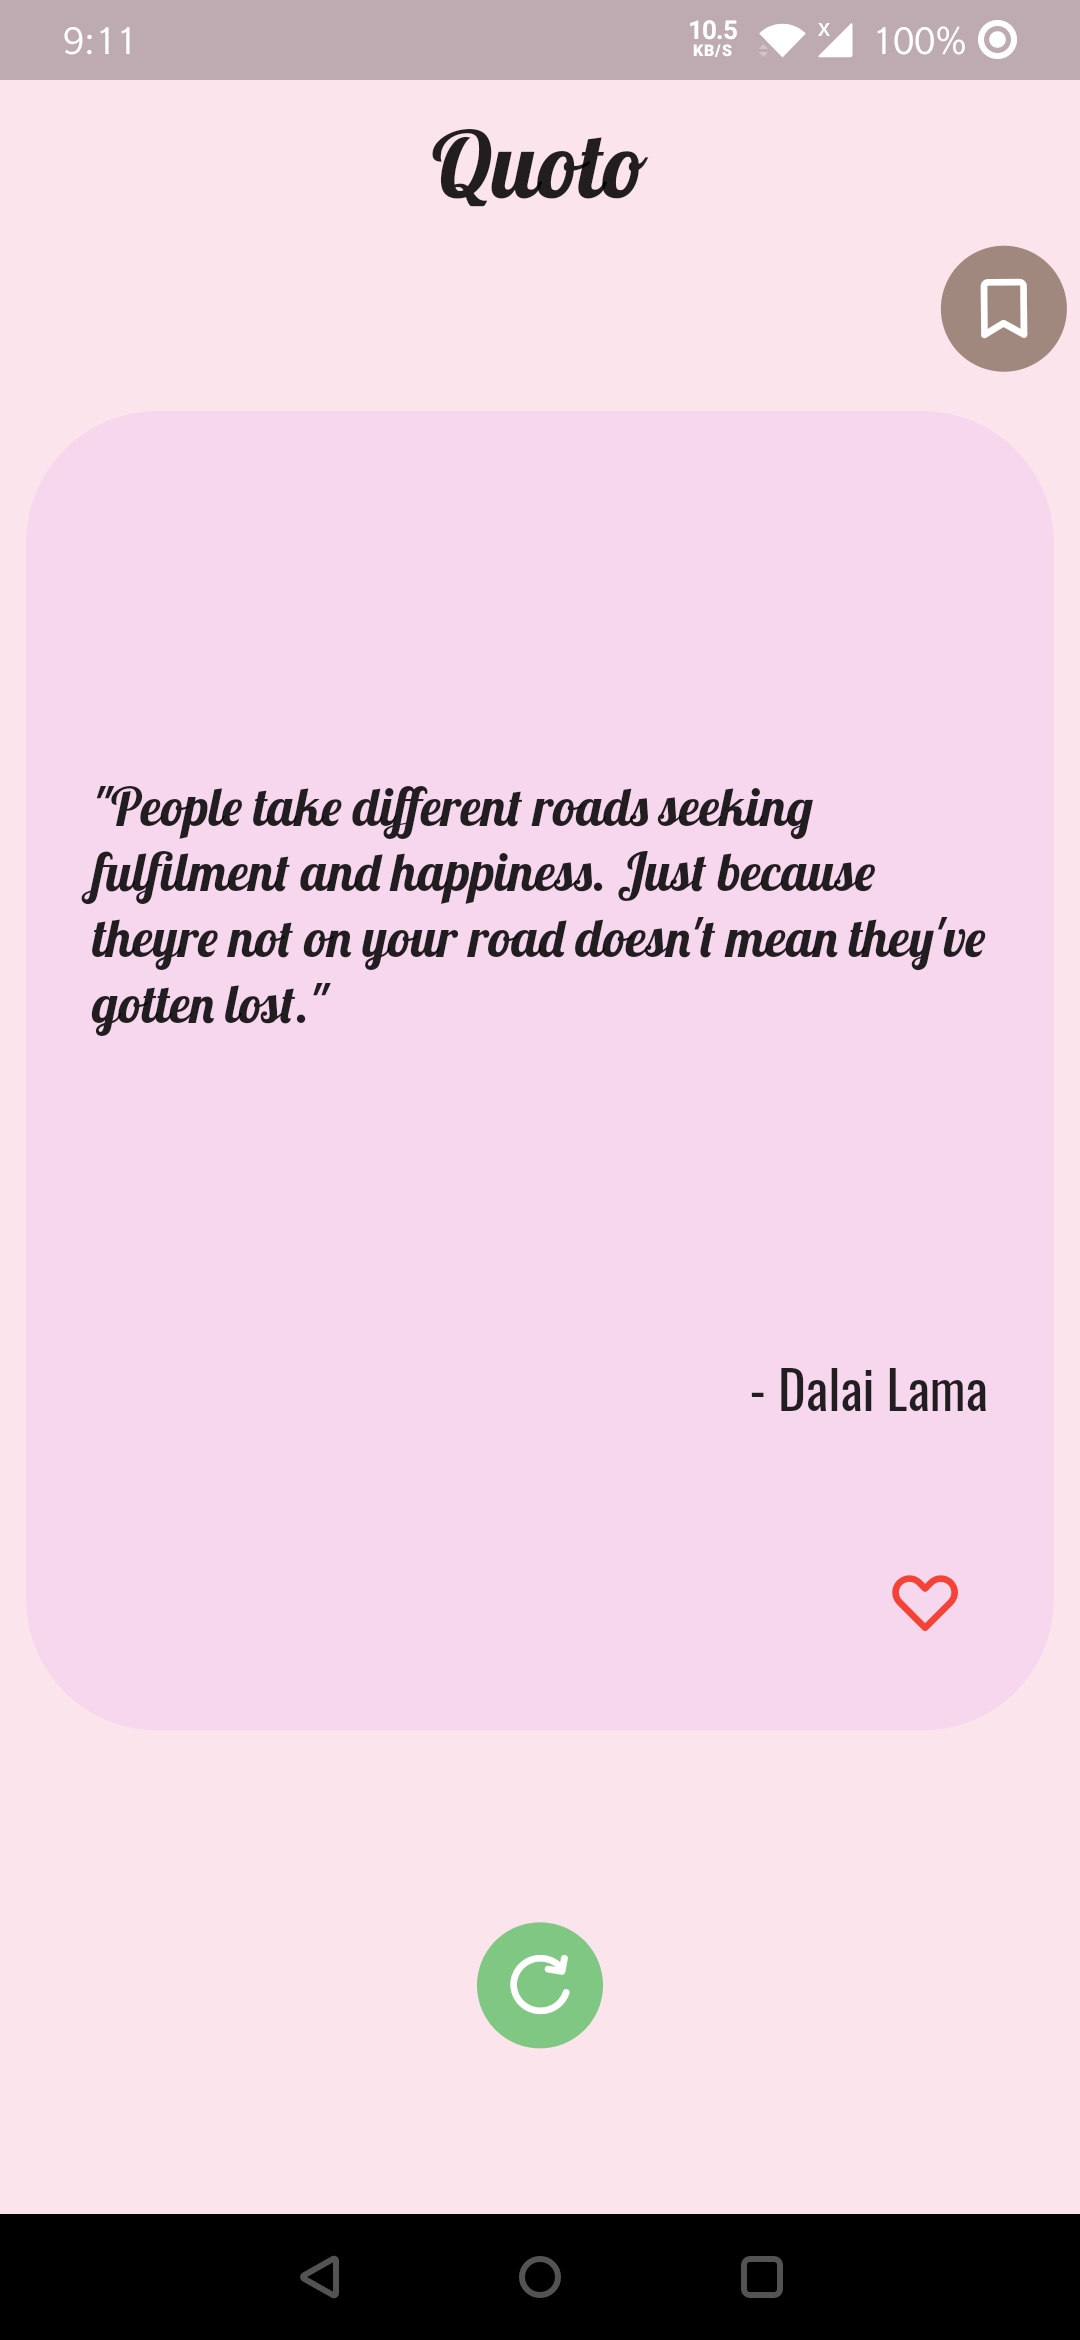 9:11
10.5
KB/S
X
100%
Quoto
"People take different roads seeking
fulfilment and happiness. Just because
theyre not on your road doesn't mean they've
gotten lost."
- Dalai Lama